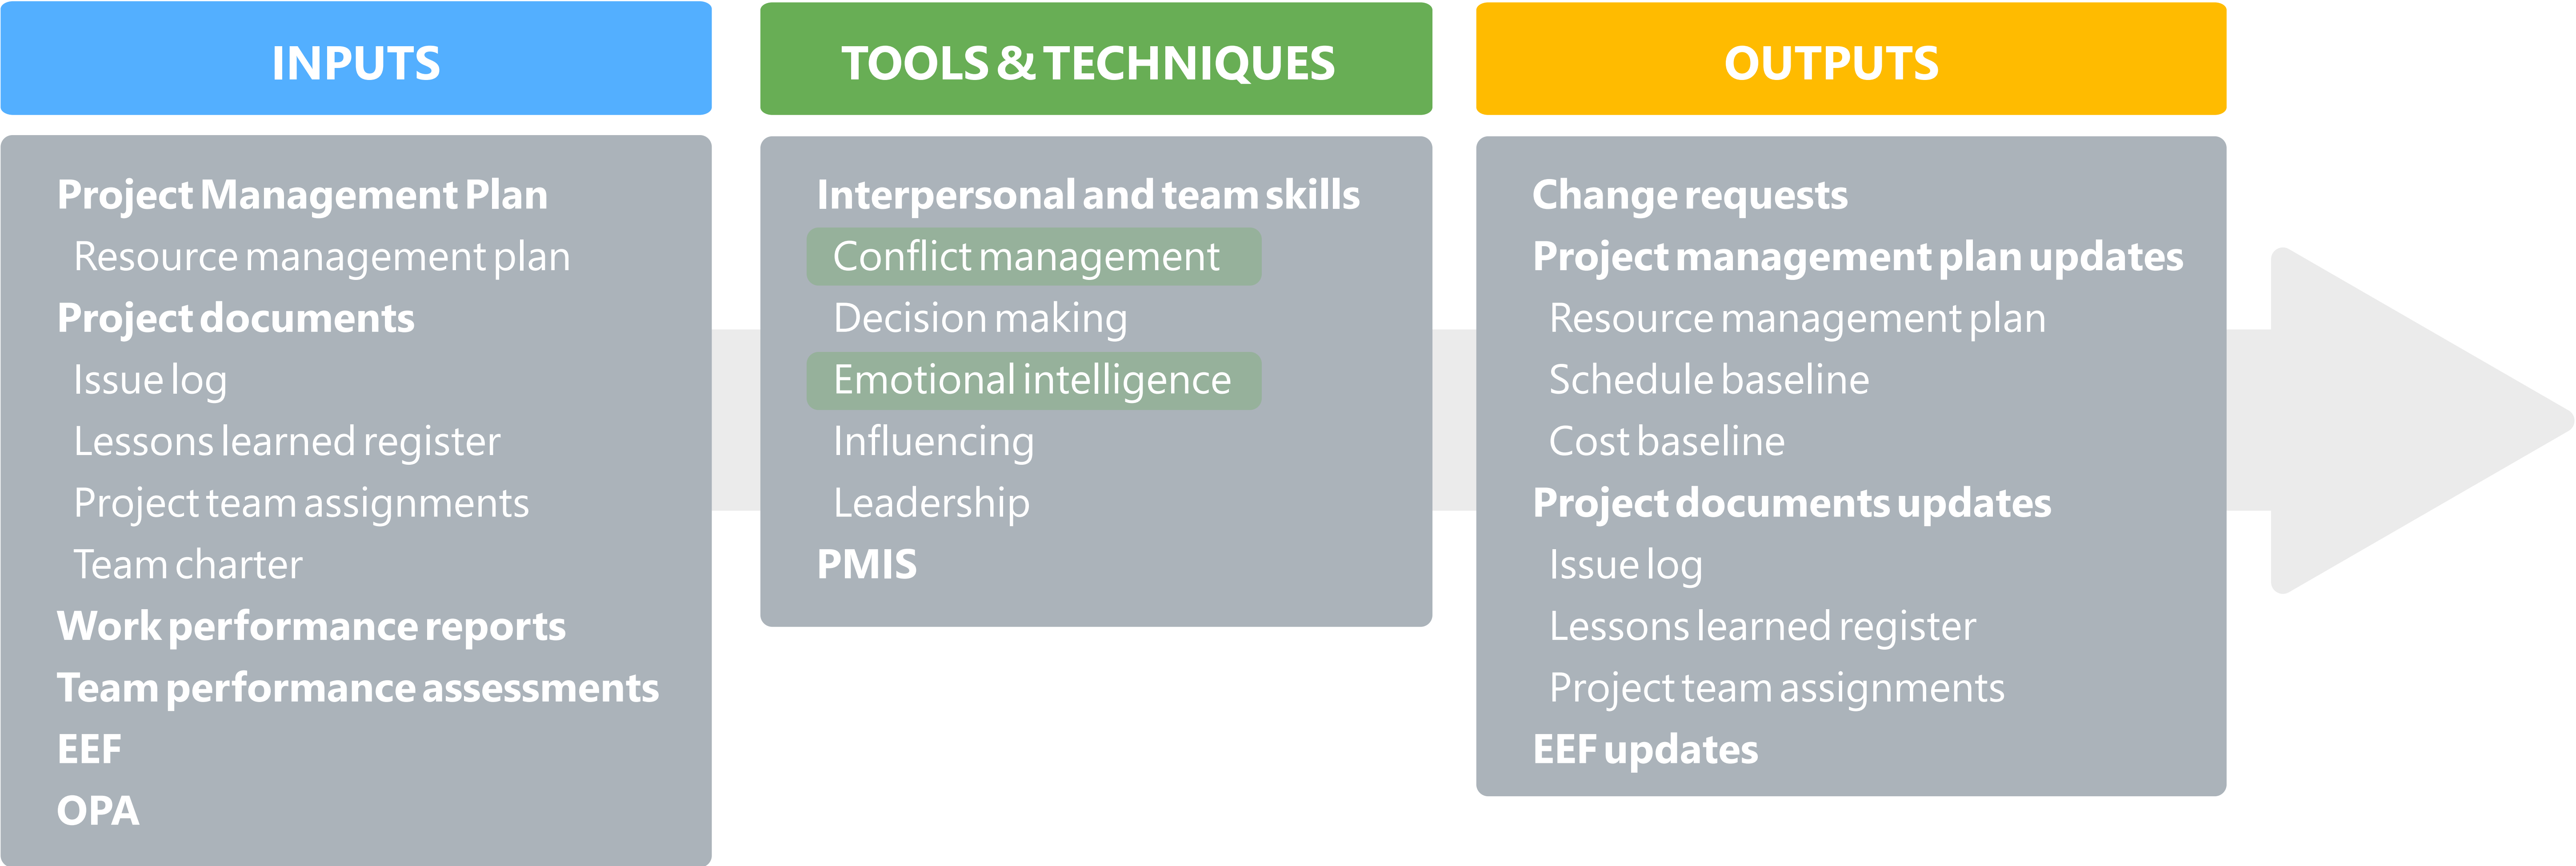 INPUTS
Project Management Plan
Resource management plan
Project documents
Issue log
Lessons learned register
Project team assignments
Team charter
Work performance reports
Team performance assessments
EEF
OPA
TOOLS & TECHNIQUES
Interpersonal and team skills
Conflict management
Decision making
Emotional intelligence
Influencing
Leadership
PMIS
OUTPUTS
Change requests
Project management plan updates
Resource management plan
Schedule baseline
Cost baseline
Project documents updates
Issue log
Lessons learned register
Project team assignments
EEF updates